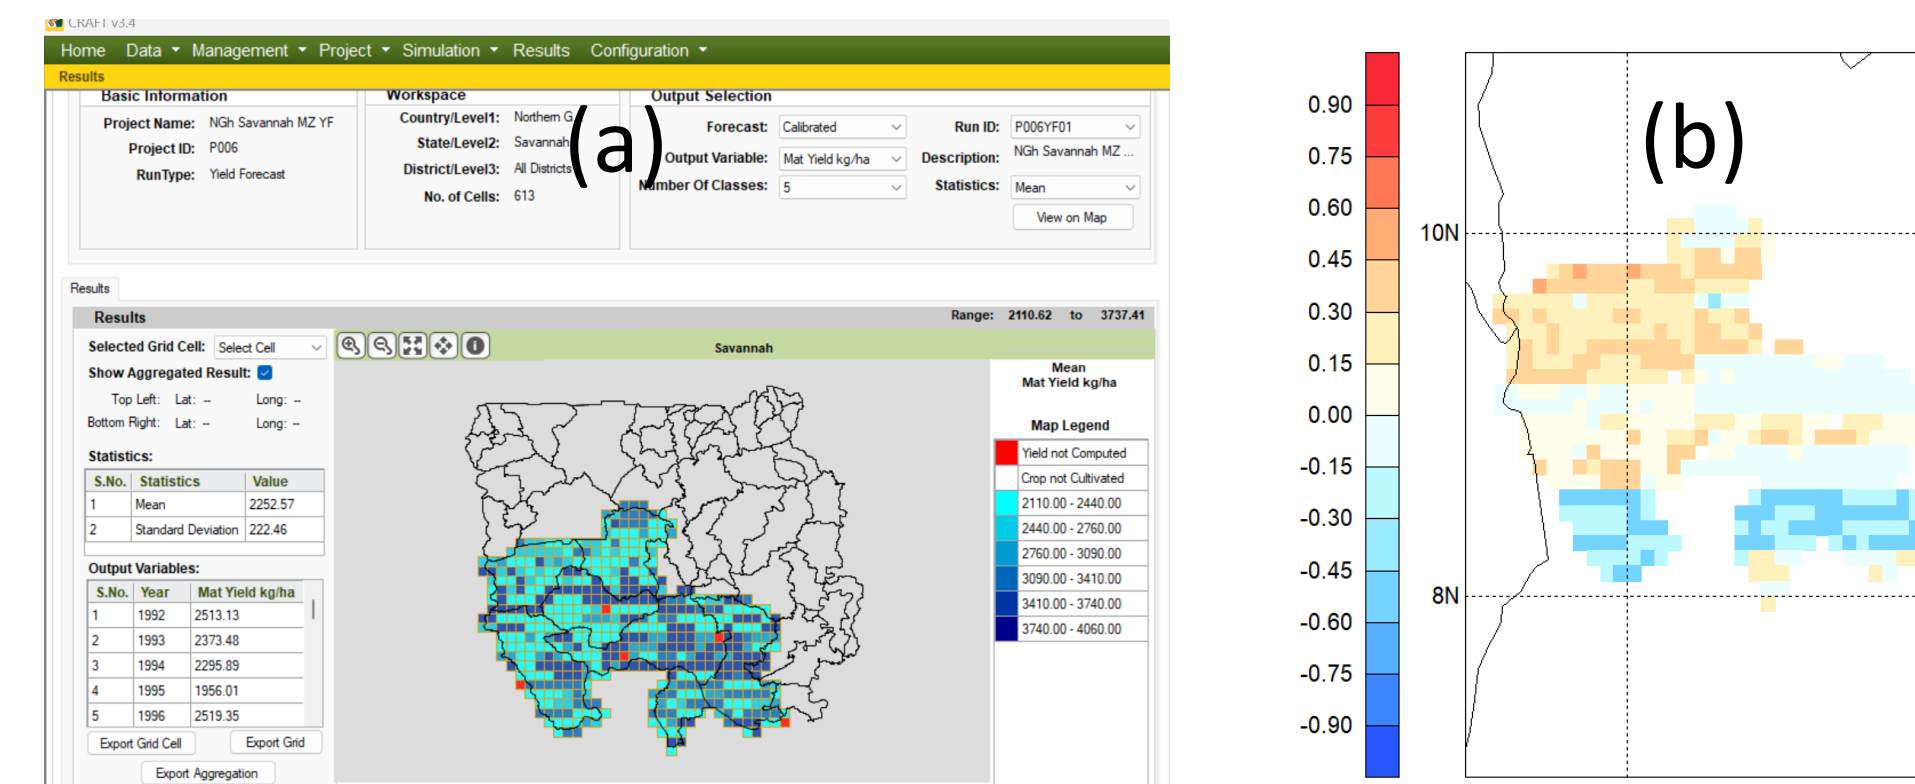 CRAFT v3.4
Home Data Management Project Simulation Results Configuration
Results
Basic Information
Project Name: NGh Savannah MZ YF
Project ID: P006
RunType: Yield Forecast
Workspace
Country/Level1: Northern G
State/Level2: Savannah
District/Level3: All Districts
No. of Cells: 613
(a)
Output Selection
Forecast: Calibrated Run ID: P006YF01
Output Variable: Mat Yield kg/ha Description: NGh Savannah MZ ...
Number Of Classes: 5 Statistics: Mean
View on Map
Results
Results Range: 2110.62 to 3737.41
Selected Grid Cell: Select Cell
Show Aggregated Result:
Top Left: Lat: -- Long: --
Bottom Right: Lat: -- Long: --
Statistics:
S.No. Statistics Value
1 Mean 2252.57
2 Standard Deviation 222.46
Output Variables:
S.No. Year Mat Yield kg/ha
1 1992 2513.13
2 1993 2373.48
3 1994 2295.89
4 1995 1956.01
5 1996 2519.35
Export Grid Cell Export Grid
Export Aggregation
Savannah
Mean
Mat Yield kg/ha
Map Legend
Yield not Computed
Crop not Cultivated
2110.00 - 2440.00
2440.00 - 2760.00
2760.00 - 3090.00
3090.00 - 3410.00
3410.00 - 3740.00
3740.00 - 4060.00
(b)
0.90
0.75
0.60
0.45
0.30
0.15
0.00
-0.15
-0.30
-0.45
-0.60
-0.75
-0.90
10N
8N